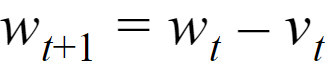 w_{t+1} = w_t − v_t